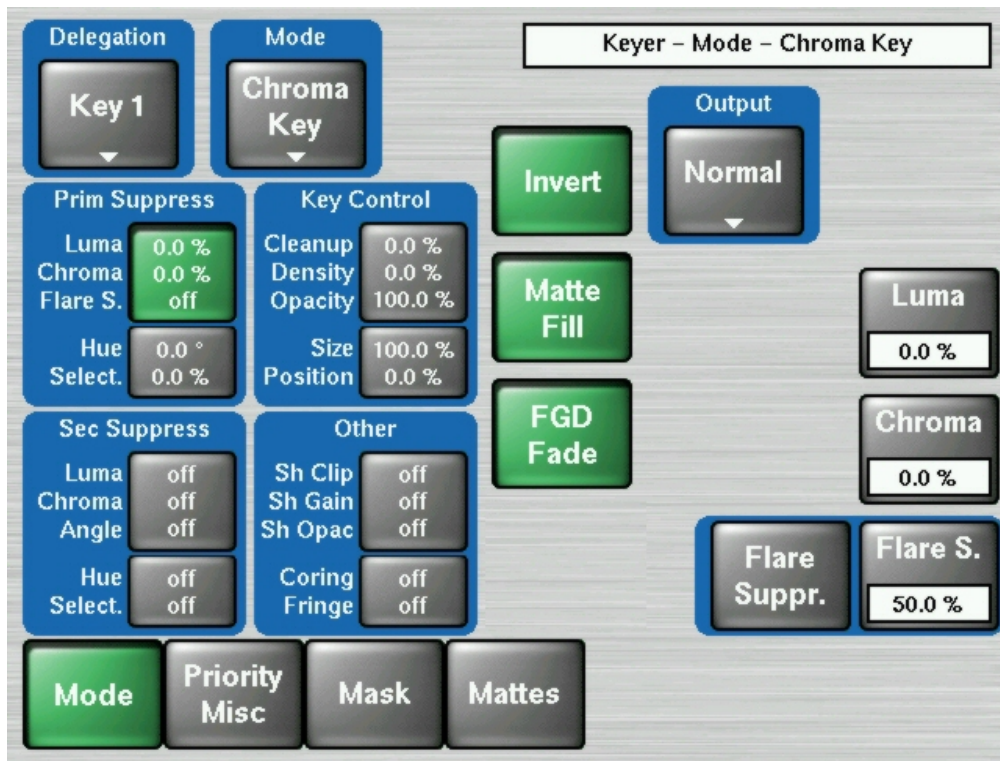 Delegation
Key 1
Mode
Chroma
Key
Keyer – Mode – Chroma Key
Prim Suppress
Luma 0.0 %
Chroma 0.0 %
Flare S. off
Hue 0.0 °
Select. 0.0 %
Key Control
Cleanup 0.0 %
Density 0.0 %
Opacity 100.0 %
Size 100.0 %
Position 0.0 %
Sec Suppress
Luma off
Chroma off
Angle off
Hue off
Select. off
Other
Sh Clip off
Sh Gain off
Sh Opac off
Coring off
Fringe off
Invert
Matte
Fill
FGD
Fade
Output
Normal
Luma
0.0 %
Chroma
0.0 %
Flare
Suppr.
Flare S.
50.0 %
Mode
Priority
Misc
Mask
Mattes